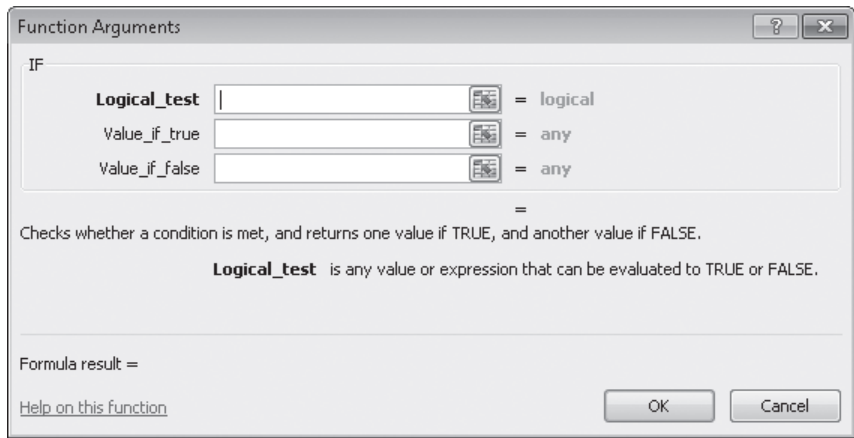 Function Arguments
IF
Logical_test = logical
Value_if_true = any
Value_if_false = any
=
Checks whether a condition is met, and returns one value if TRUE, and another value if FALSE.
Logical_test is any value or expression that can be evaluated to TRUE or FALSE.
Formula result =
Help on this function OK Cancel